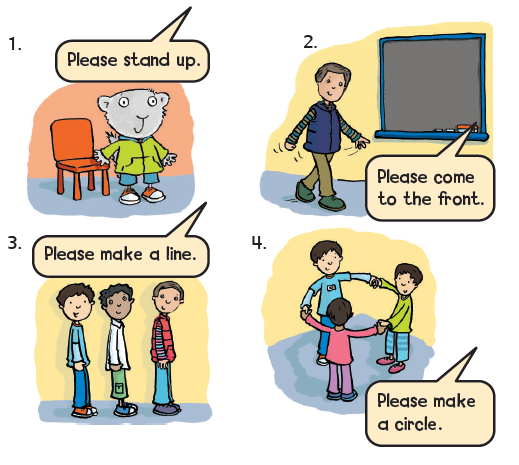 1.
Please stand up.
2.
Please come
to the front.
3.
Please make a line.
4.
Please make
a circle.